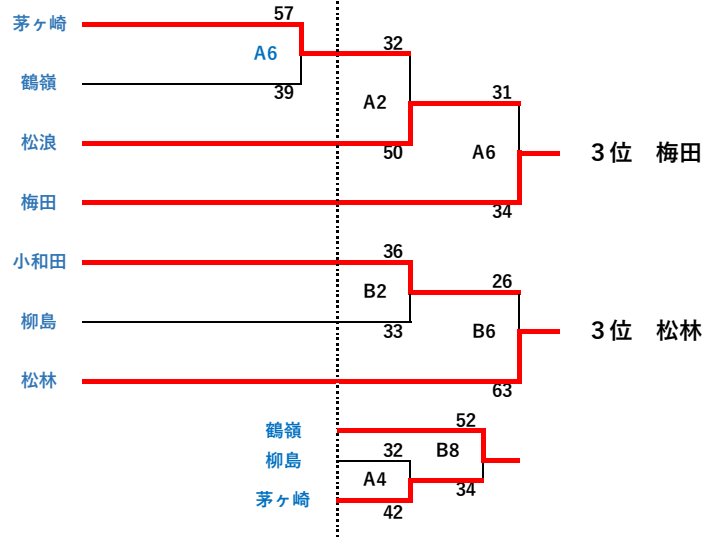 57
茅ヶ崎
32
A6
鶴嶺
39
31
A2
松浪
50
A6
３位　梅田
梅田
34
36
小和田
26
B2
柳島
33
B6
３位　松林
松林
63
52
鶴嶺
32
B8
柳島
A4
34
茅ヶ崎
42